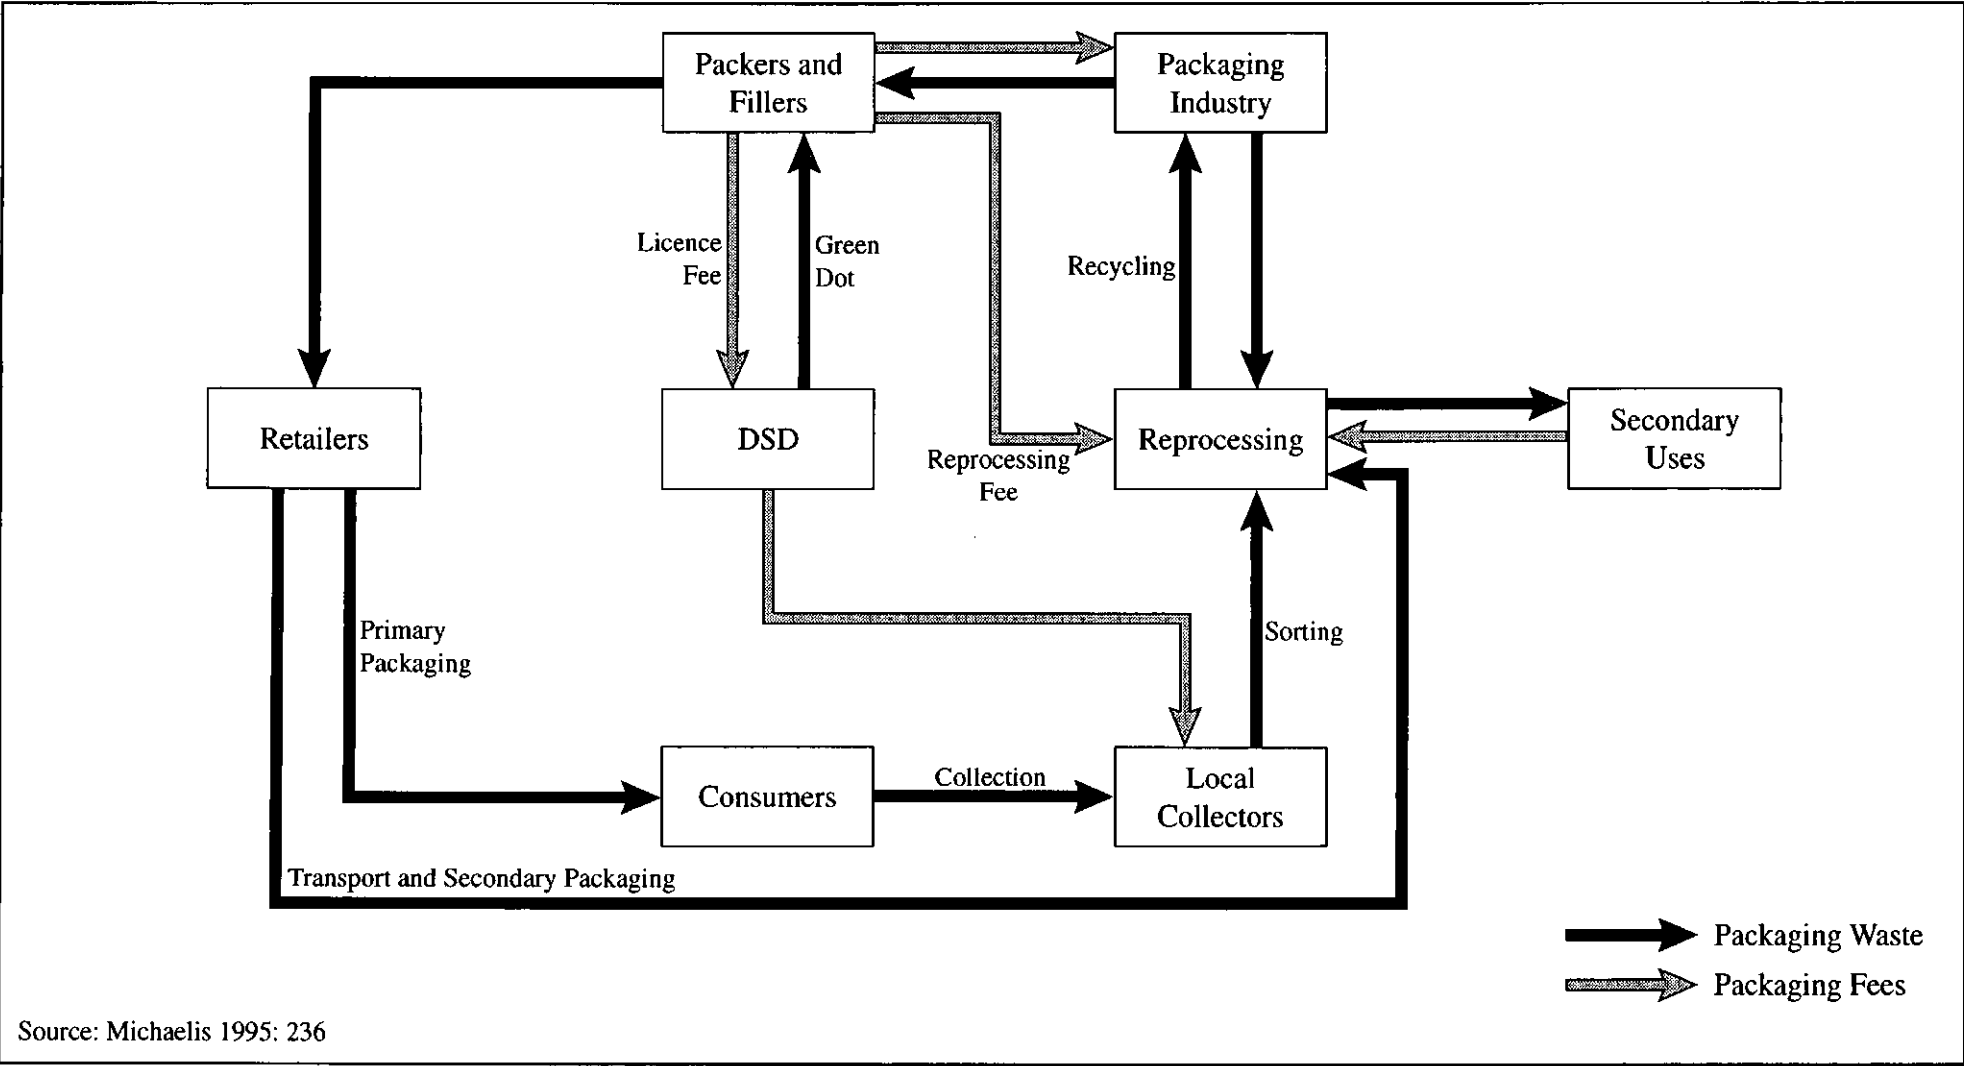 Packers and
Fillers
Packaging
Industry
Licence
Fee
Green
Dot
Recycling
Retailers
DSD
Reprocessing
Fee
Reprocessing
Secondary
Uses
Primary
Packaging
Sorting
Consumers
Collection
Local
Collectors
Transport and Secondary Packaging
Packaging Waste
Packaging Fees
Source: Michaelis 1995: 236